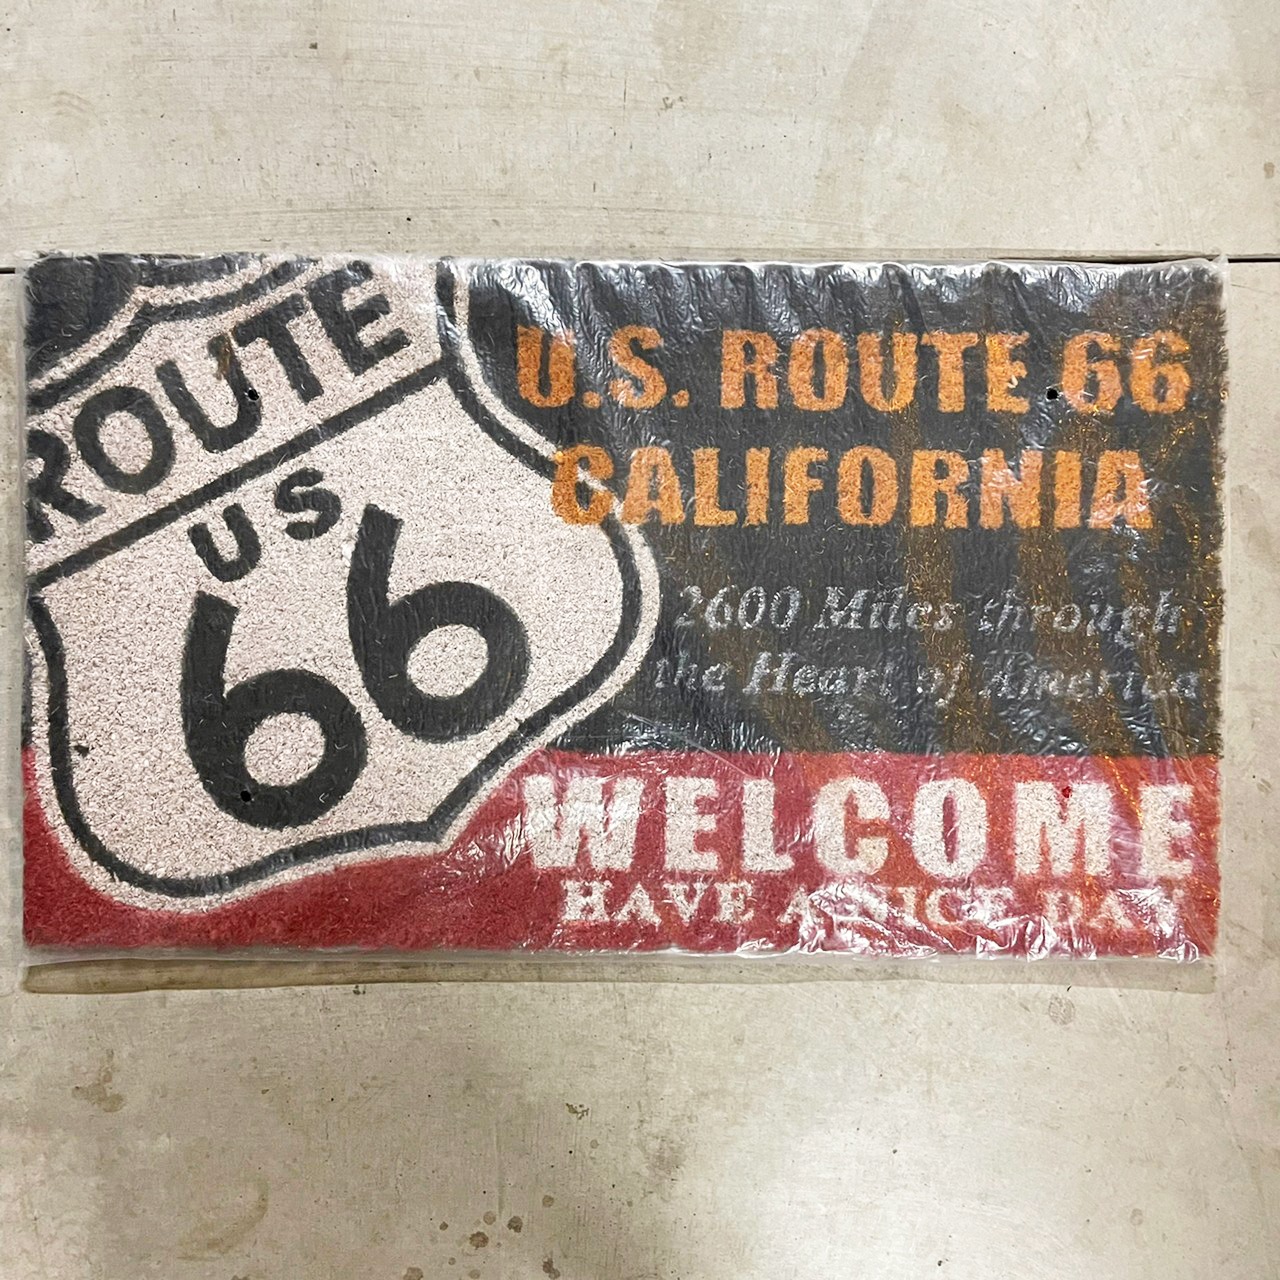 ROUTE
US
66
U.S. ROUTE 66
CALIFORNIA
2600 Miles through
the Heart of America
WELCOME
HAVE A NICE DAY